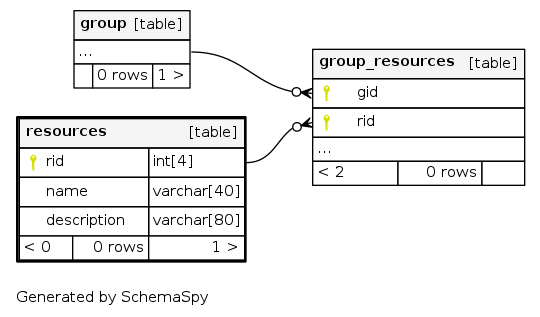 group [table]
...
0 rows 1 >
group_resources [table]
gid
rid
...
< 2 0 rows
resources [table]
rid int[4]
name varchar[40]
description varchar[80]
< 0 0 rows 1 >
Generated by SchemaSpy